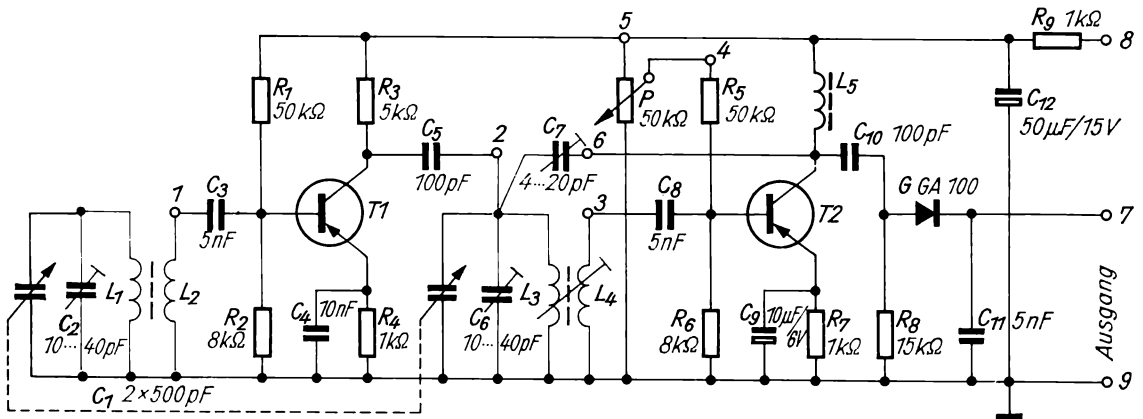 R9 1kΩ
8
5
4
R1
50kΩ
R3
5kΩ
P
50kΩ
R5
50kΩ
L5
C12
50μF/15V
C5
100pF
2
C7
4...20pF
6
C10 100pF
1
C3
5nF
T1
3
C8
5nF
T2
G GA 100
7
L1
L2
C2
10...40pF
R2
8kΩ
C4
10nF
R4
1kΩ
C6
10...40pF
L3
L4
R6
8kΩ
C9
10μF/
6V
R7
1kΩ
R8
15kΩ
C11 5nF
Ausgang
9
C1 2×500pF